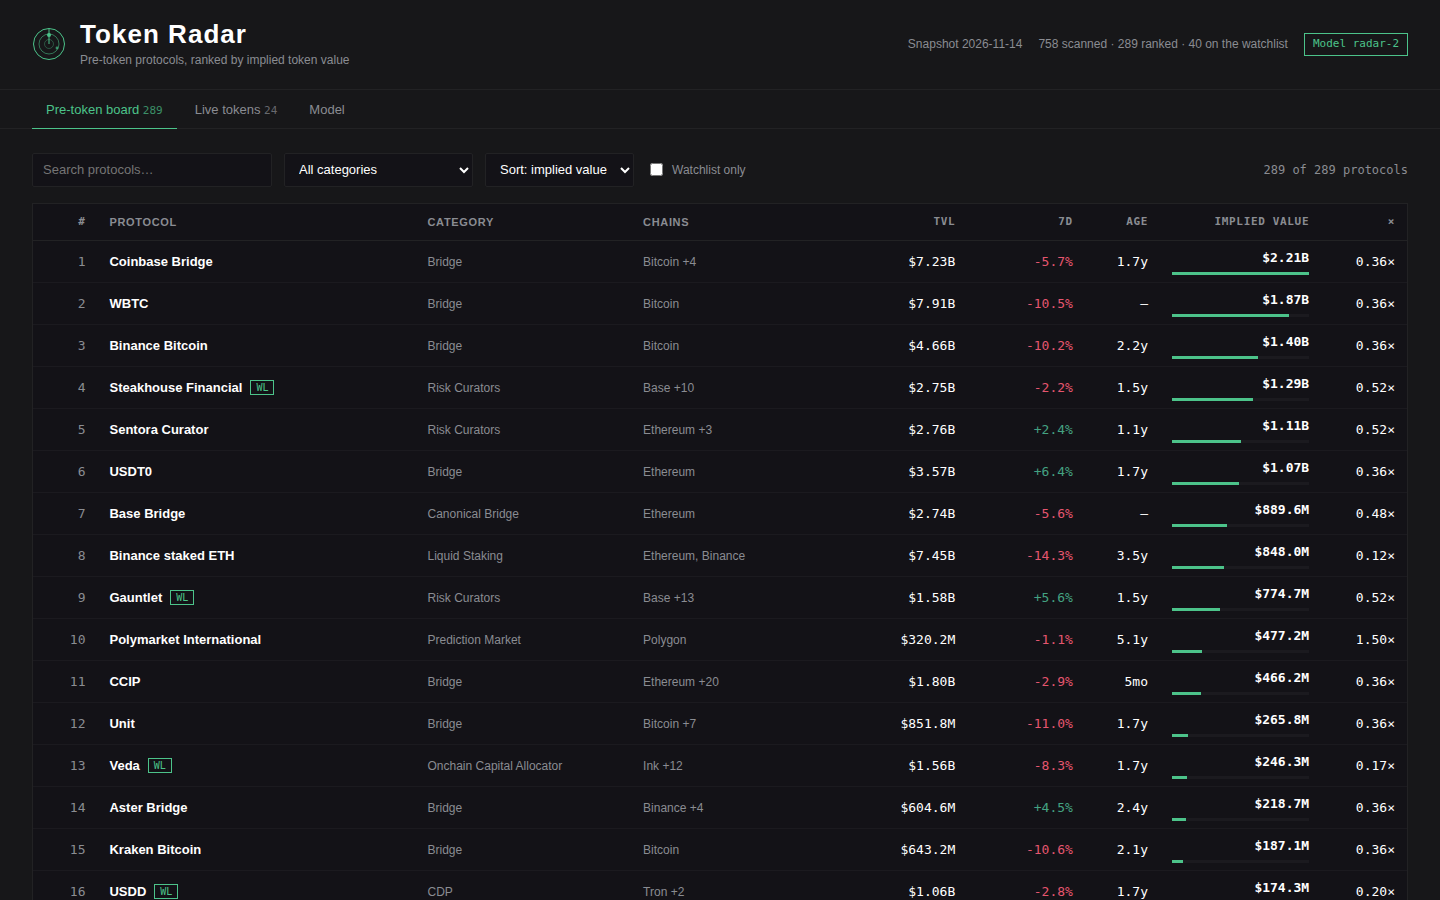 Token Radar
Pre-token protocols, ranked by implied token value
Snapshot 2026-11-14 758 scanned · 289 ranked · 40 on the watchlist Model radar-2
Pre-token board 289 Live tokens 24 Model
Search protocols… All categories Sort: implied value Watchlist only 289 of 289 protocols
# PROTOCOL CATEGORY CHAINS TVL 7D AGE IMPLIED VALUE ×
1 Coinbase Bridge Bridge Bitcoin +4 $7.23B -5.7% 1.7y $2.21B 0.36×
2 WBTC Bridge Bitcoin $7.91B -10.5% — $1.87B 0.36×
3 Binance Bitcoin Bridge Bitcoin $4.66B -10.2% 2.2y $1.40B 0.36×
4 Steakhouse Financial WL Risk Curators Base +10 $2.75B -2.2% 1.5y $1.29B 0.52×
5 Sentora Curator Risk Curators Ethereum +3 $2.76B +2.4% 1.1y $1.11B 0.52×
6 USDT0 Bridge Ethereum $3.57B +6.4% 1.7y $1.07B 0.36×
7 Base Bridge Canonical Bridge Ethereum $2.74B -5.6% — $889.6M 0.48×
8 Binance staked ETH Liquid Staking Ethereum, Binance $7.45B -14.3% 3.5y $848.0M 0.12×
9 Gauntlet WL Risk Curators Base +13 $1.58B +5.6% 1.5y $774.7M 0.52×
10 Polymarket International Prediction Market Polygon $320.2M -1.1% 5.1y $477.2M 1.50×
11 CCIP Bridge Ethereum +20 $1.80B -2.9% 5mo $466.2M 0.36×
12 Unit Bridge Bitcoin +7 $851.8M -11.0% 1.7y $265.8M 0.36×
13 Veda WL Onchain Capital Allocator Ink +12 $1.56B -8.3% 1.7y $246.3M 0.17×
14 Aster Bridge Bridge Binance +4 $604.6M +4.5% 2.4y $218.7M 0.36×
15 Kraken Bitcoin Bridge Bitcoin $643.2M -10.6% 2.1y $187.1M 0.36×
16 USDD WL CDP Tron +2 $1.06B -2.8% 1.7y $174.3M 0.20×